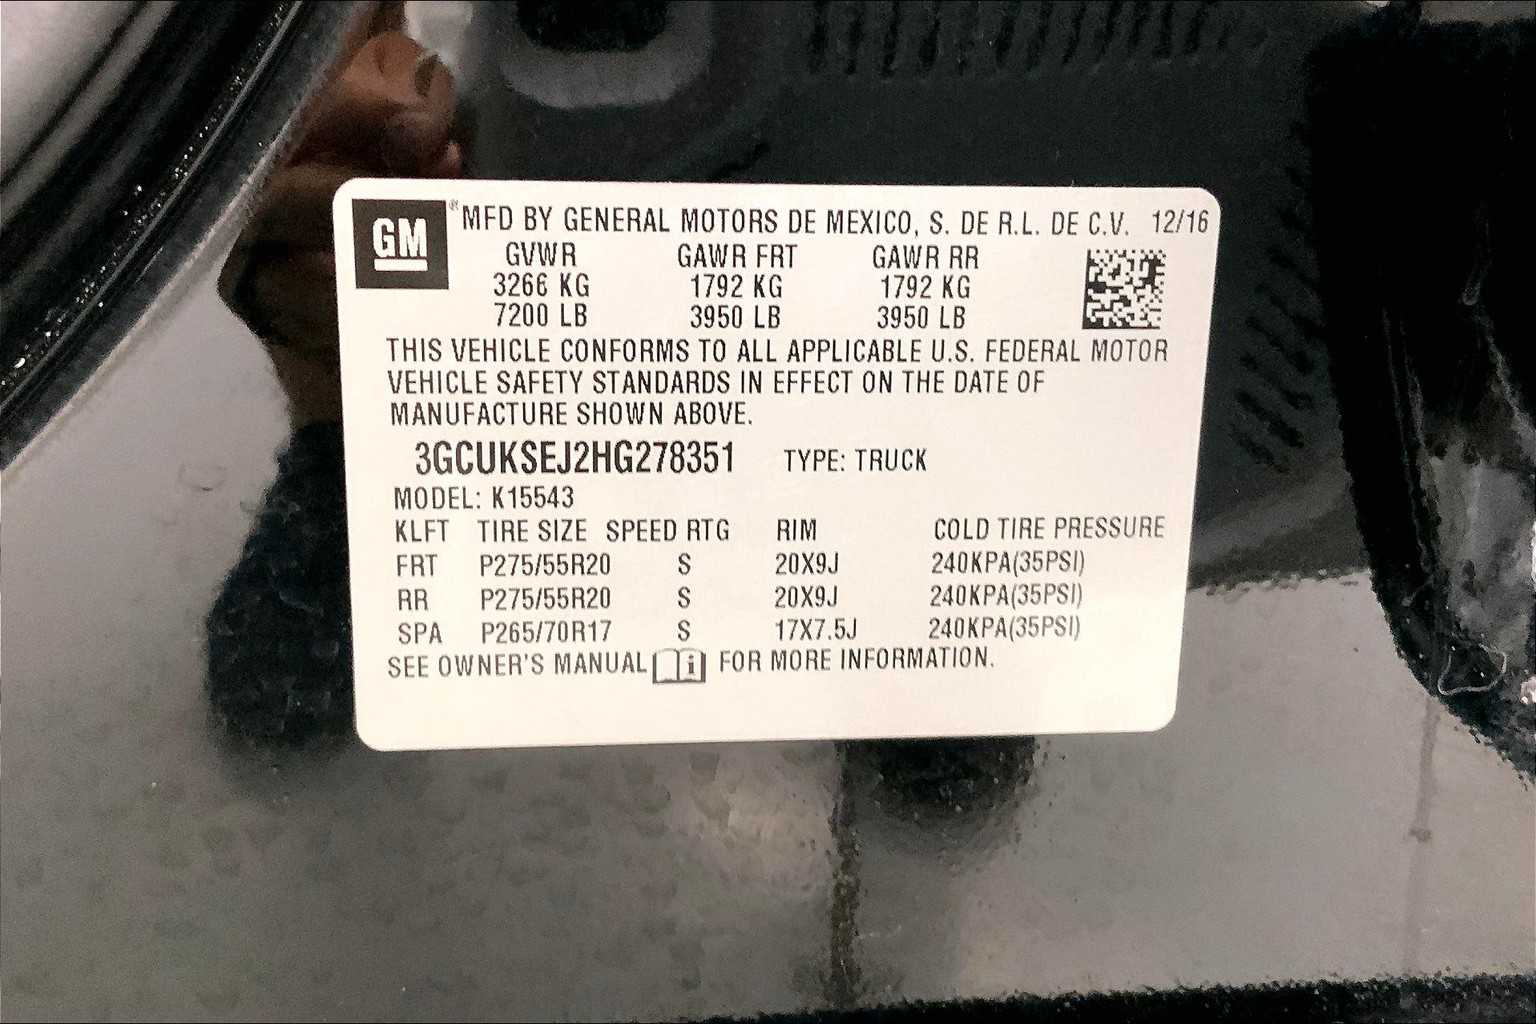 GM® MFD BY GENERAL MOTORS DE MEXICO, S. DE R.L. DE C.V. 12/16
GVWR GAWR FRT GAWR RR
3266 KG 1792 KG 1792 KG
7200 LB 3950 LB 3950 LB
THIS VEHICLE CONFORMS TO ALL APPLICABLE U.S. FEDERAL MOTOR
VEHICLE SAFETY STANDARDS IN EFFECT ON THE DATE OF
MANUFACTURE SHOWN ABOVE.
3GCUKSEJ2HG278351 TYPE: TRUCK
MODEL: K15543
KLFT TIRE SIZE SPEED RTG RIM COLD TIRE PRESSURE
FRT P275/55R20 S 20X9J 240KPA(35PSI)
RR P275/55R20 S 20X9J 240KPA(35PSI)
SPA P265/70R17 S 17X7.5J 240KPA(35PSI)
SEE OWNER'S MANUAL i FOR MORE INFORMATION.